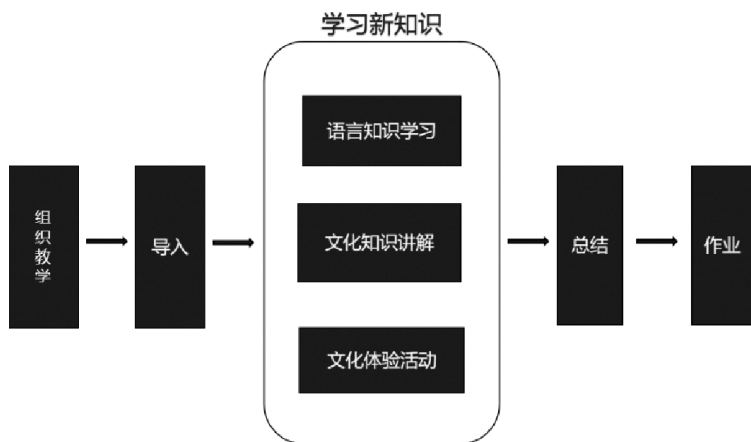 学习新知识
组织教学
导入
语言知识学习
文化知识讲解
文化体验活动
总结
作业